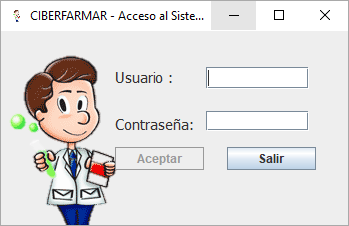 CIBERFARMAR - Acceso al Siste...
Usuario :
Contraseña:
Aceptar Salir